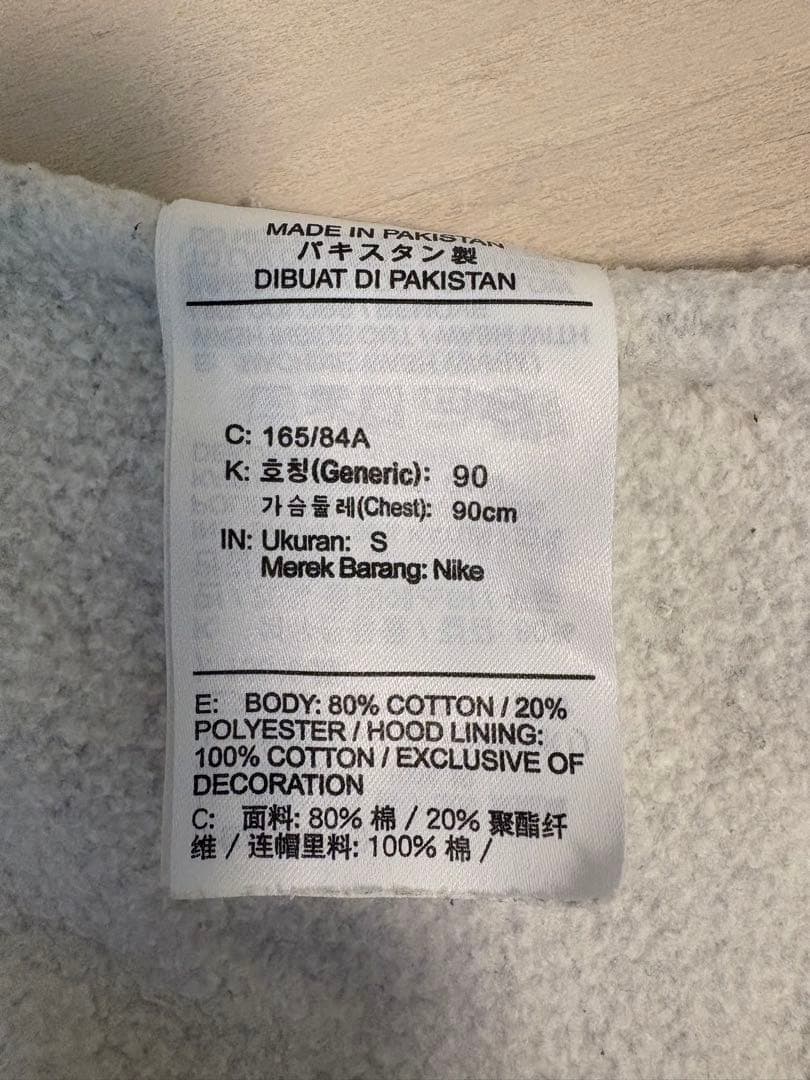 MADE IN PAKISTAN
パキスタン製
DIBUAT DI PAKISTAN
C: 165/84A
K: 호칭(Generic): 90
가슴둘레(Chest): 90cm
IN: Ukuran: S
Merek Barang: Nike
E: BODY: 80% COTTON / 20%
POLYESTER / HOOD LINING:
100% COTTON / EXCLUSIVE OF
DECORATION
C: 面料: 80% 棉 / 20% 聚酯纤
维 / 连帽里料: 100% 棉 /